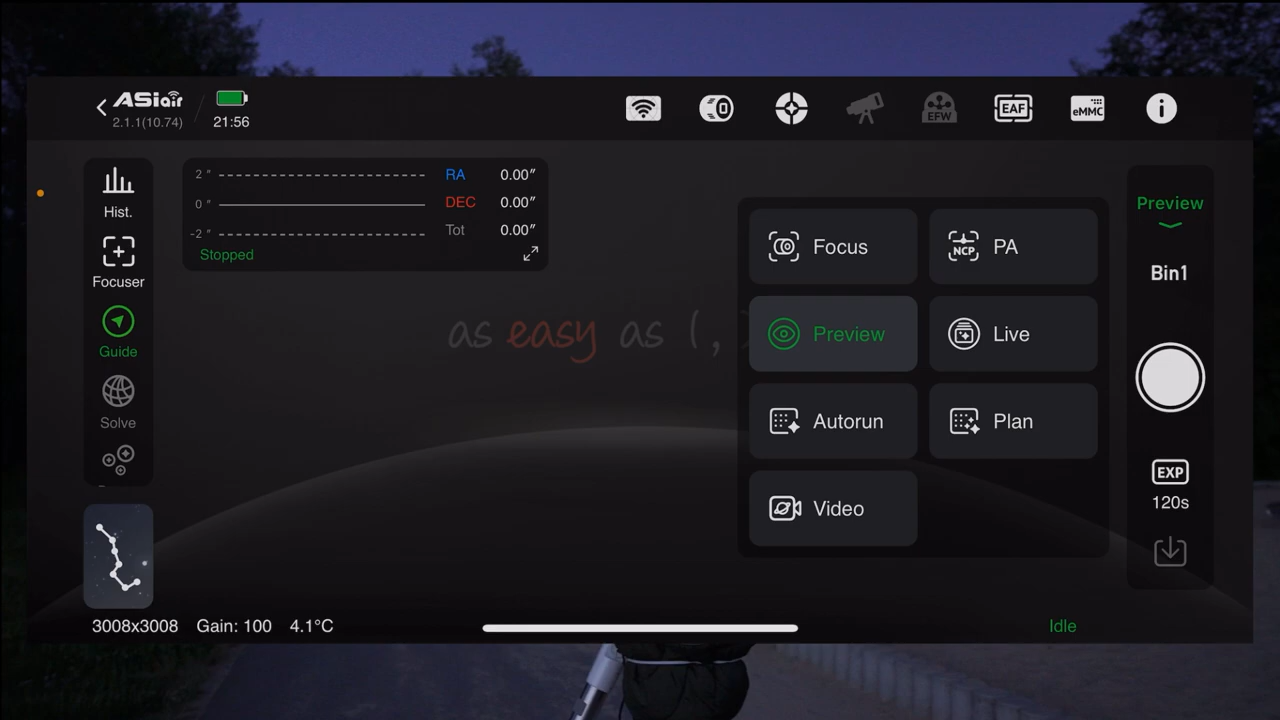 ASiair
2.1.1(10.74)
21:56
EFW
EAF
eMMC
i
Hist.
Focuser
Guide
Solve
2 "
0 "
-2 "
RA 0.00"
DEC 0.00"
Tot 0.00"
Stopped
as easy as 1,
Focus
NCP
PA
Preview
Live
Autorun
Plan
Video
Preview
Bin1
EXP
120s
3008x3008 Gain: 100 4.1°C
Idle